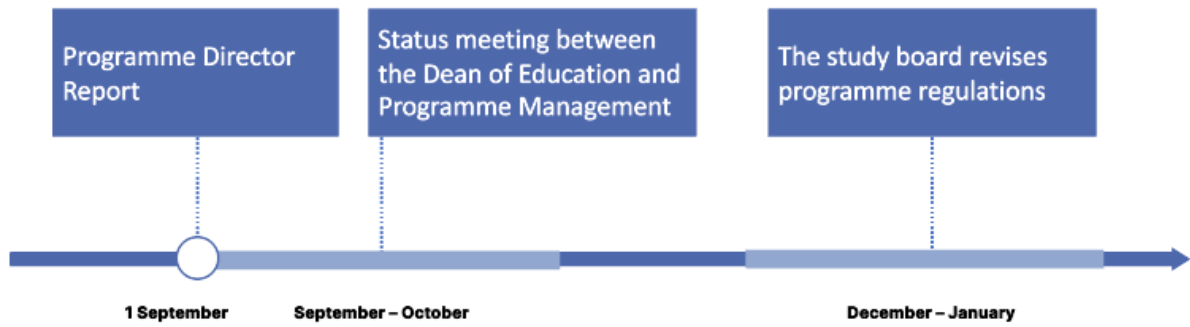 Programme Director
Report
Status meeting between
the Dean of Education and
Programme Management
The study board revises
programme regulations
1 September
September – October
December – January